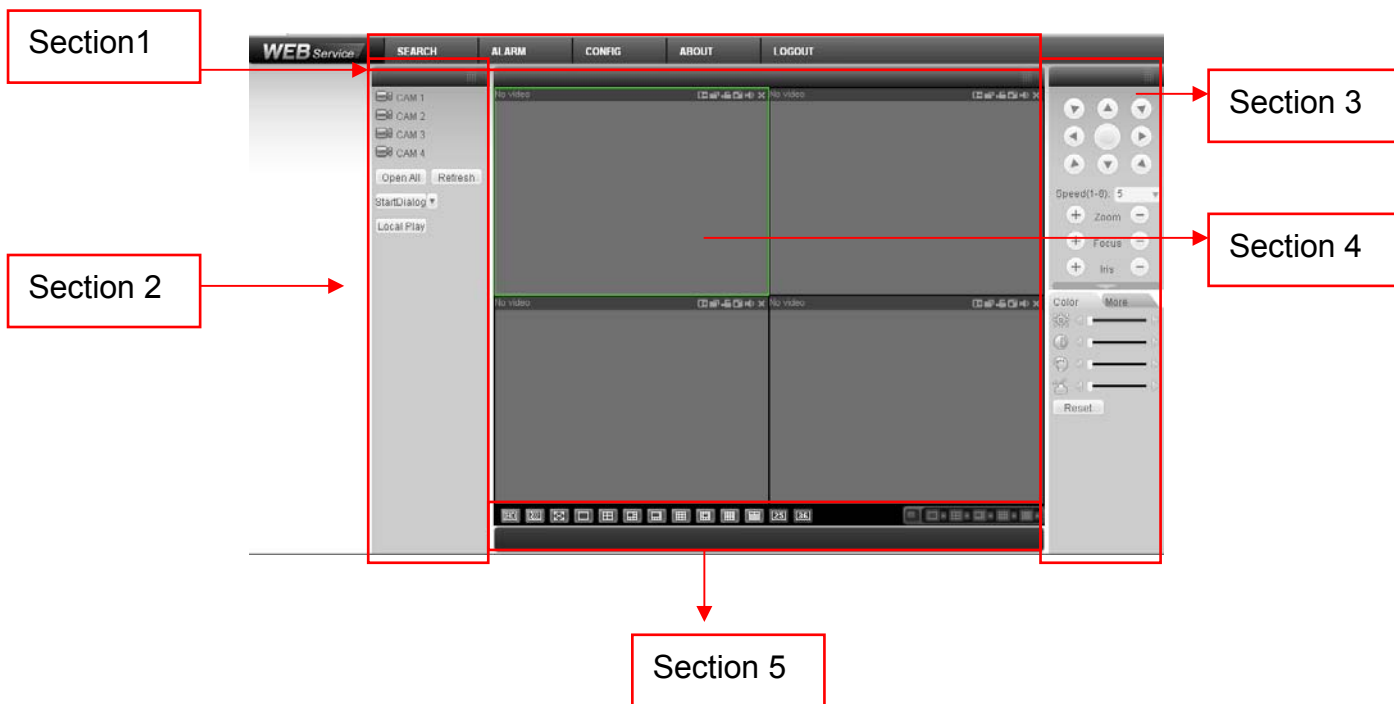 Section1
WEB Service
SEARCH ALARM CONFIG ABOUT LOGOUT
CAM 1
CAM 2
CAM 3
CAM 4
Open All Refresh
StartDialog
Local Play
No video
No video
No video
No video
Speed(1-8): 5
Zoom
Focus
Iris
Color More
Reset
25 36
Section 2
Section 3
Section 4
Section 5